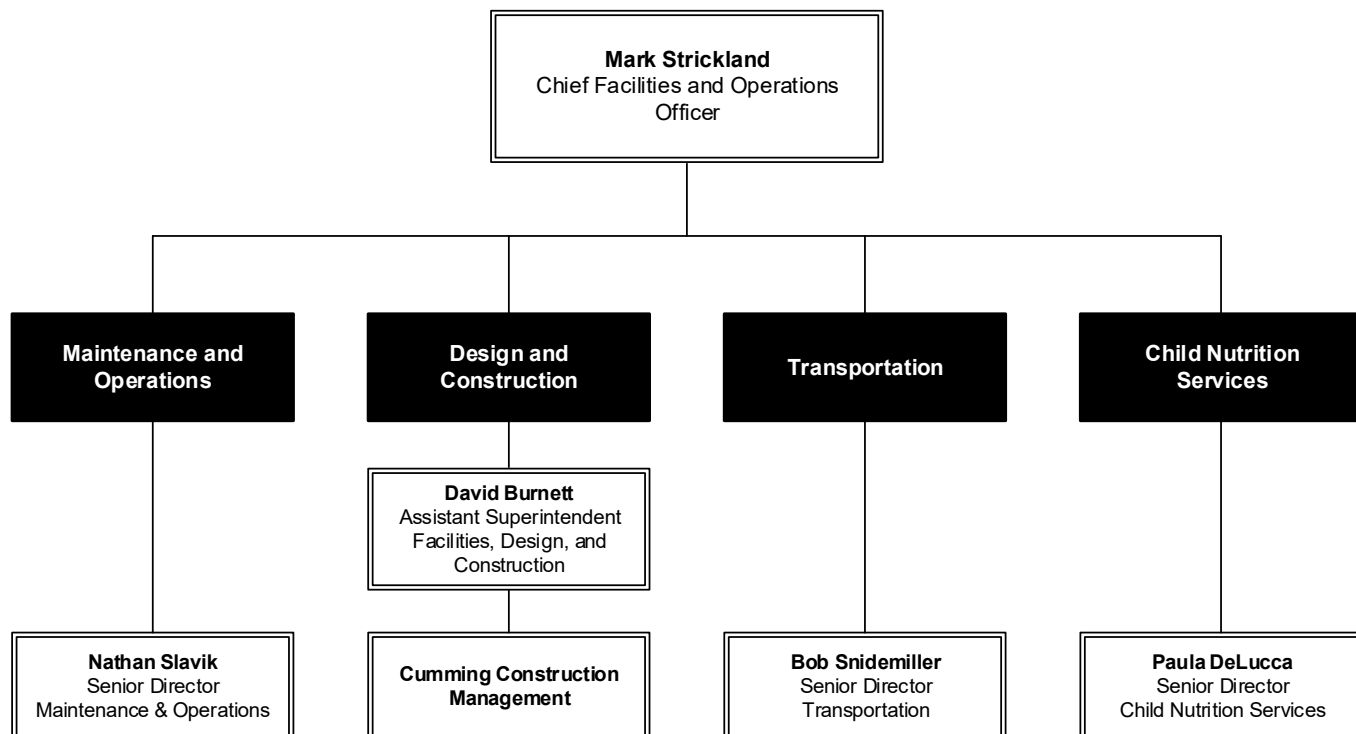 Mark Strickland
Chief Facilities and Operations
Officer
Maintenance and
Operations
Design and
Construction
Transportation
Child Nutrition
Services
David Burnett
Assistant Superintendent
Facilities, Design, and
Construction
Nathan Slavik
Senior Director
Maintenance & Operations
Cumming Construction
Management
Bob Snidemiller
Senior Director
Transportation
Paula DeLucca
Senior Director
Child Nutrition Services